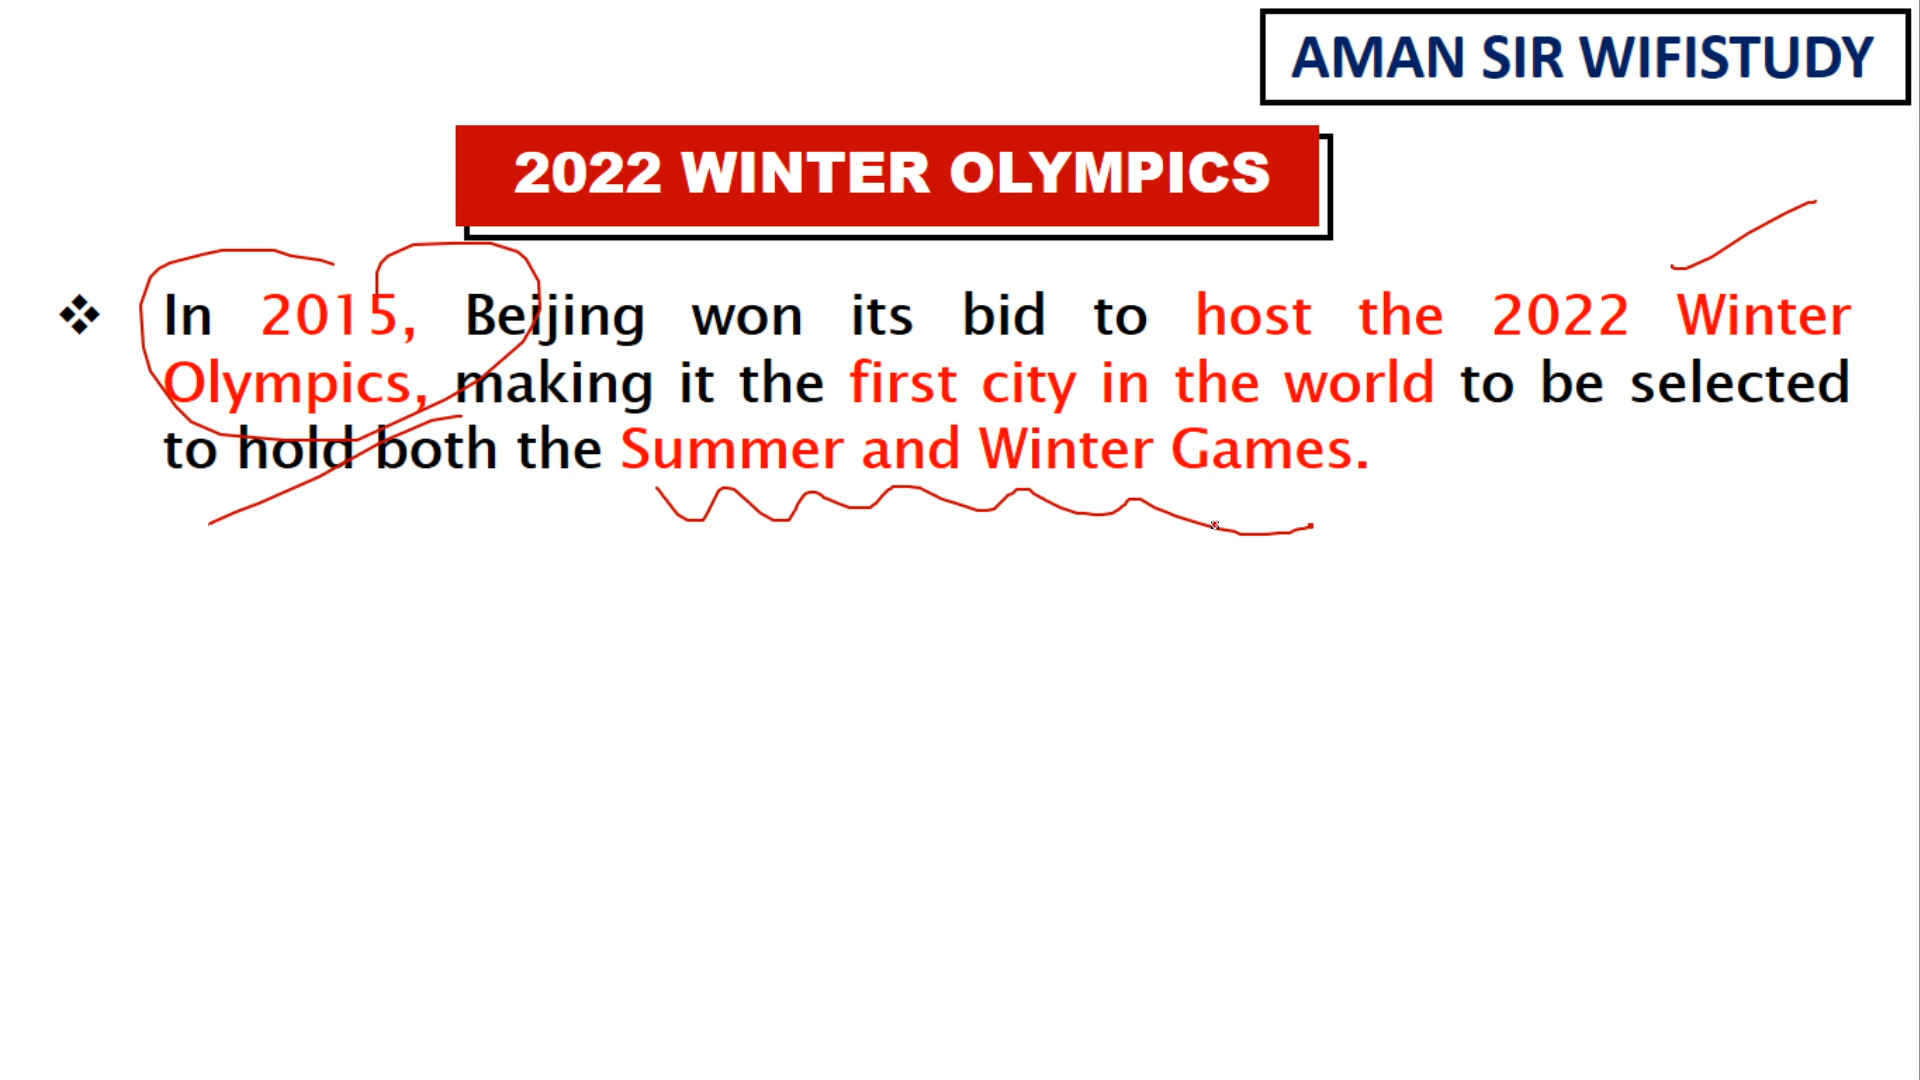 AMAN SIR WIFISTUDY
2022 WINTER OLYMPICS
❖ In 2015, Beijing won its bid to host the 2022 Winter
Olympics, making it the first city in the world to be selected
to hold both the Summer and Winter Games.